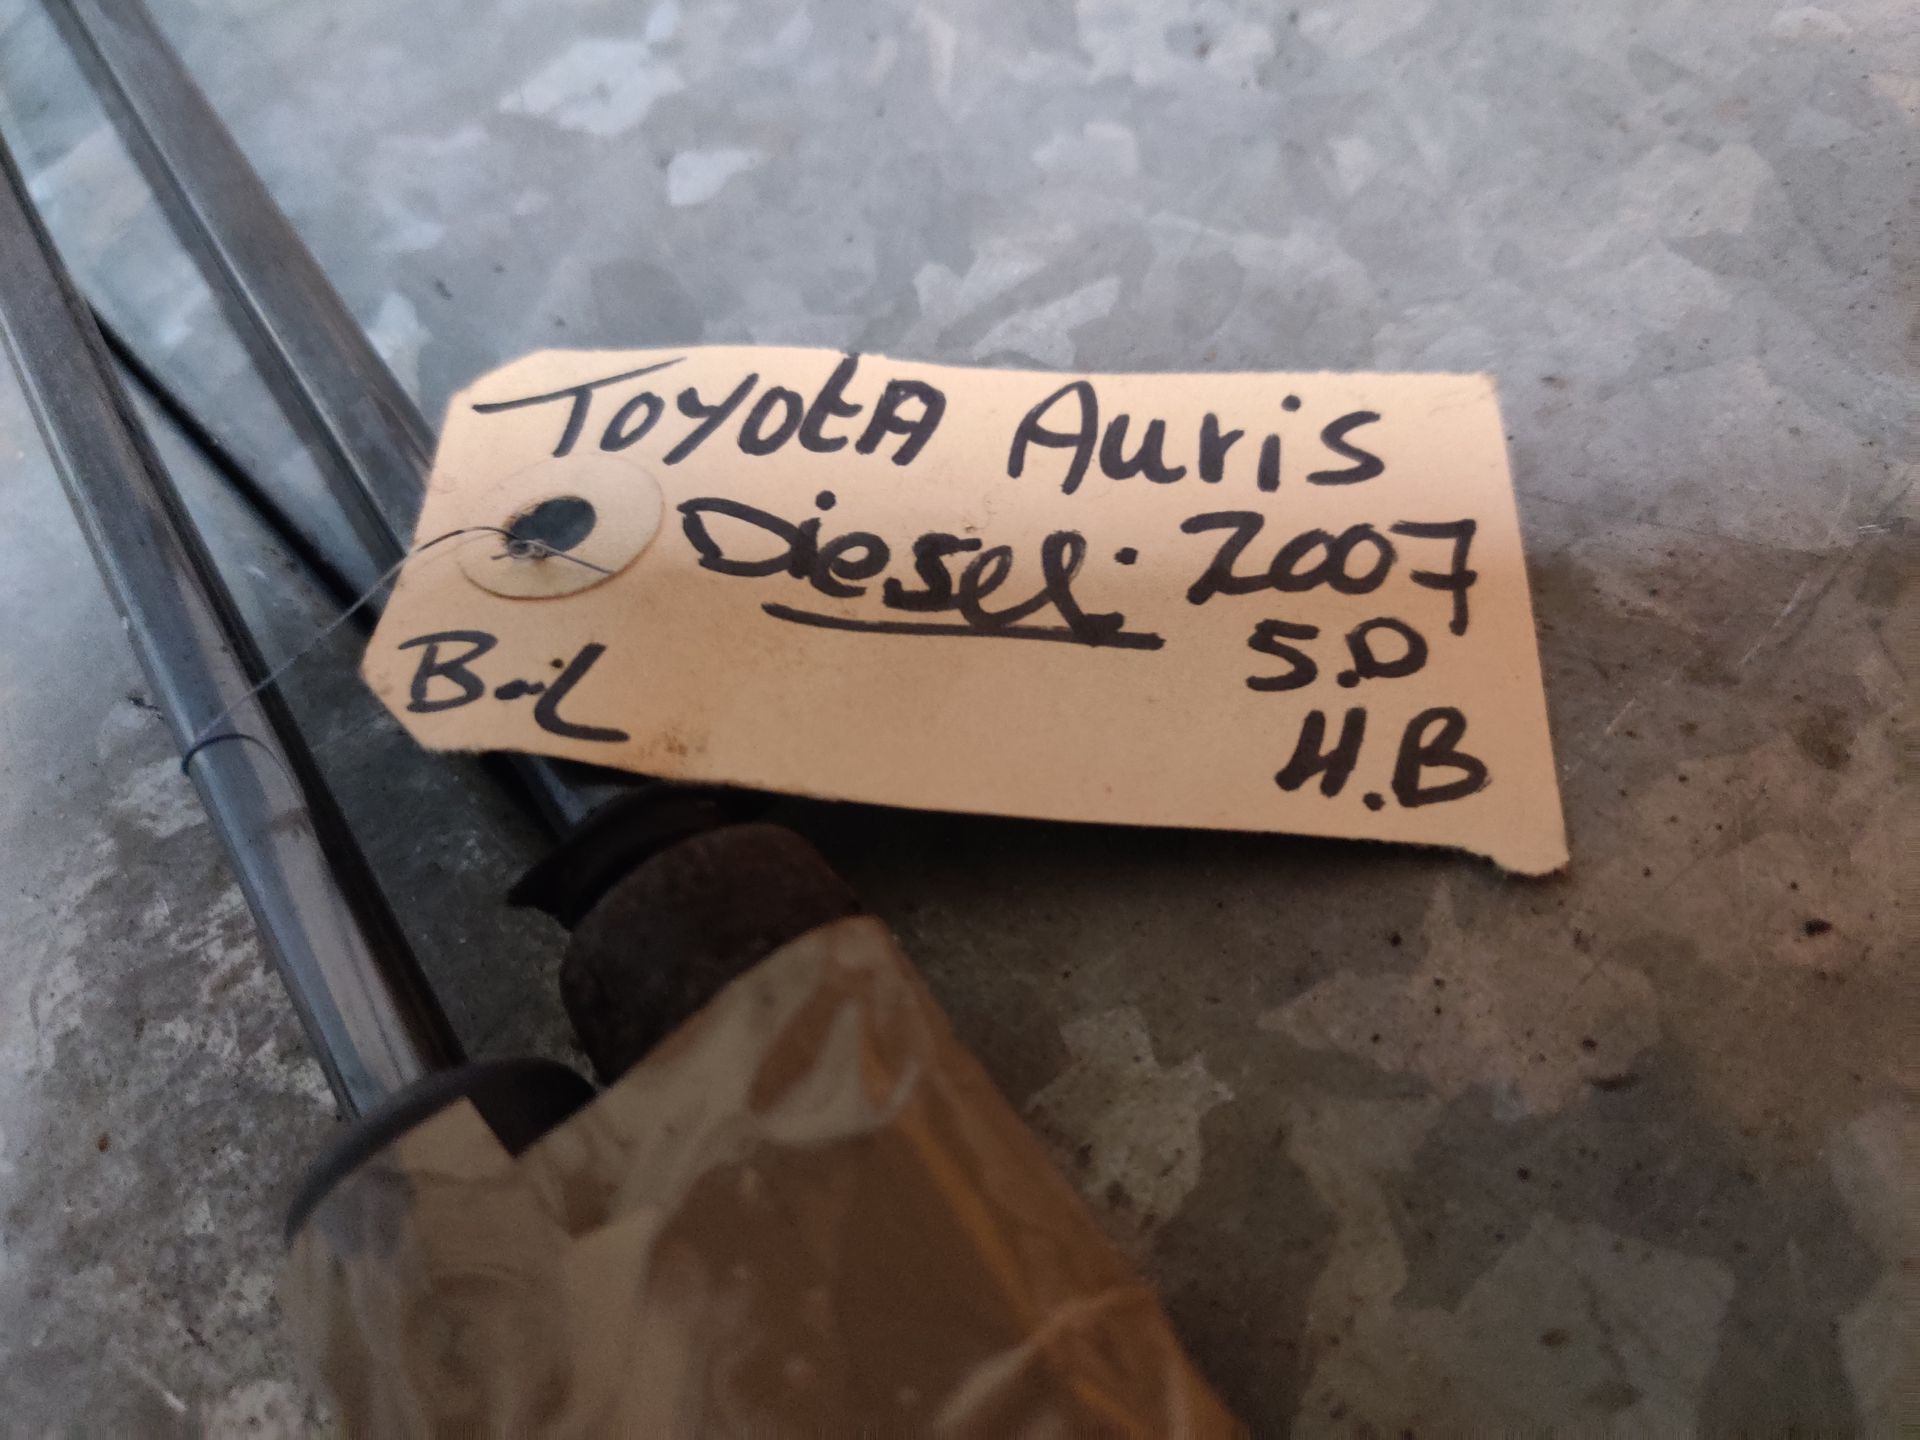 Toyota Auris
Diesel. 2007
5.D
H.B